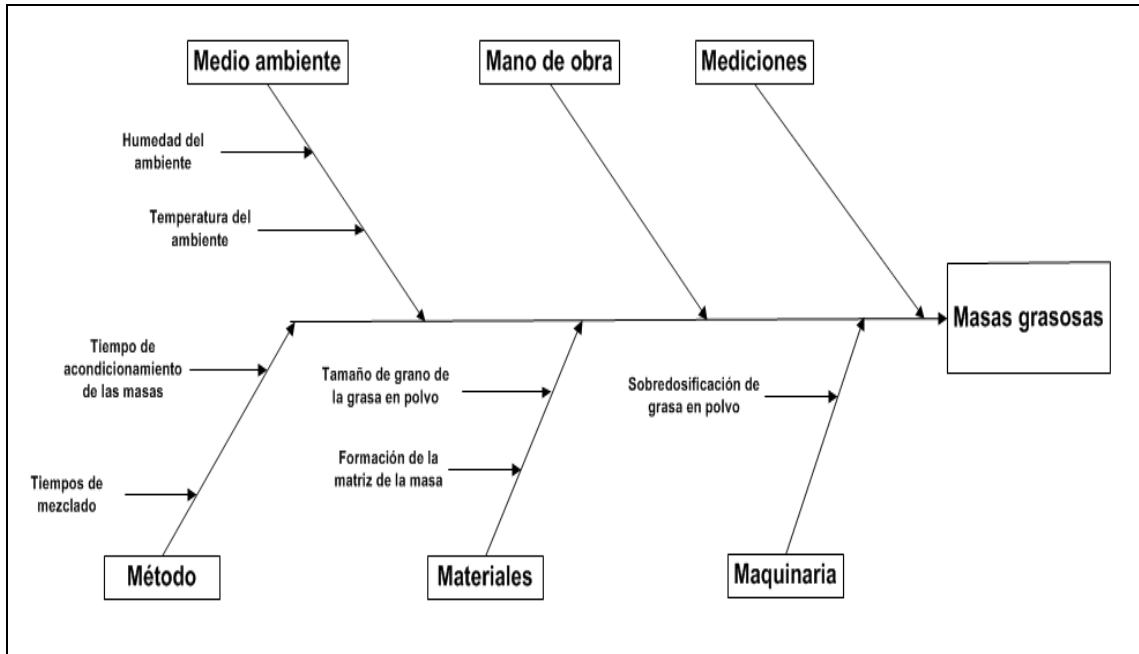 Medio ambiente
Mano de obra
Mediciones
Humedad del
ambiente
Temperatura del
ambiente
Masas grasosas
Tiempo de
acondicionamiento
de las masas
Tamaño de grano de
la grasa en polvo
Sobredosificación de
grasa en polvo
Formación de la
matriz de la masa
Tiempos de
mezclado
Método
Materiales
Maquinaria